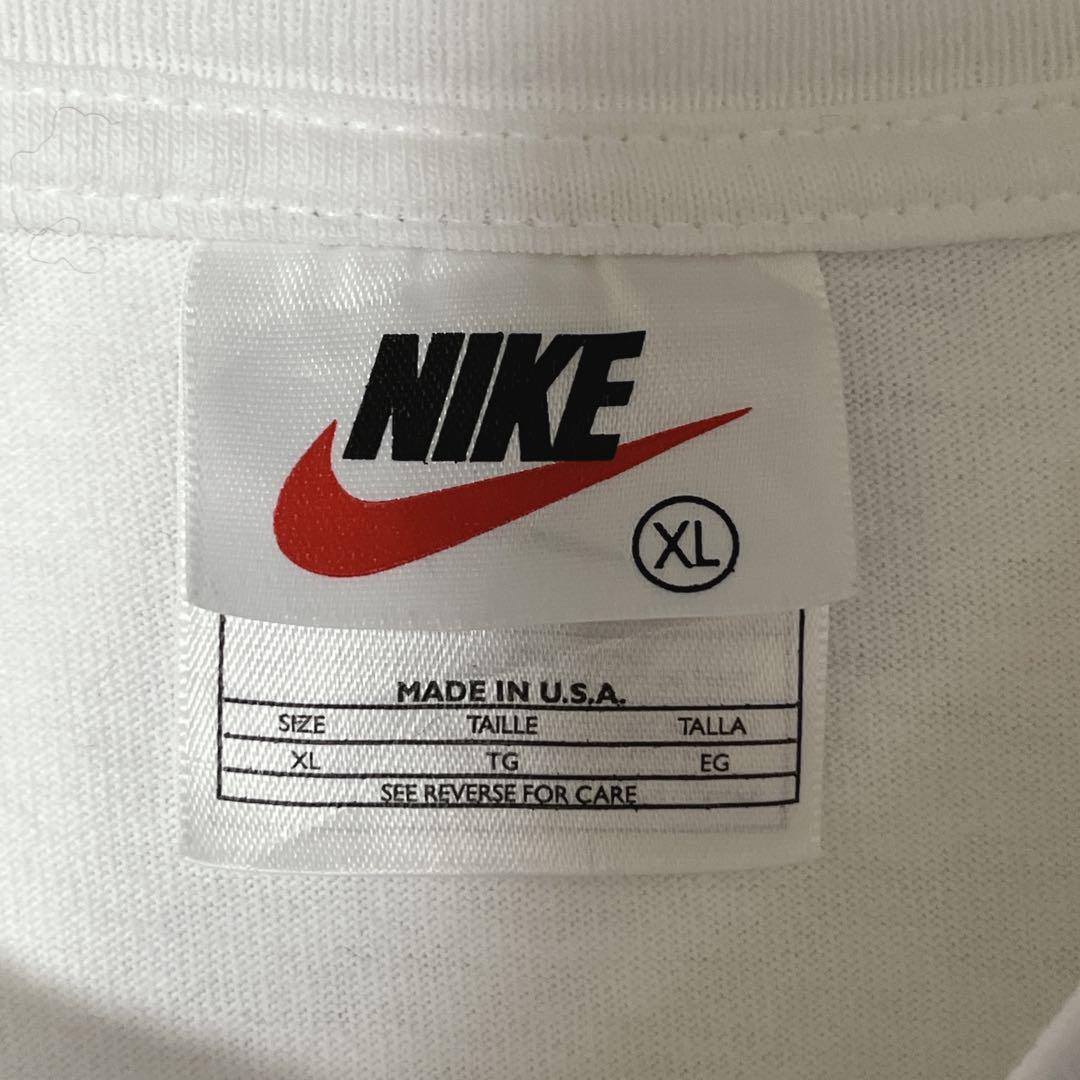 NIKE
XL
MADE IN U.S.A.
SIZE TAILLE TALLA
XL TG EG
SEE REVERSE FOR CARE